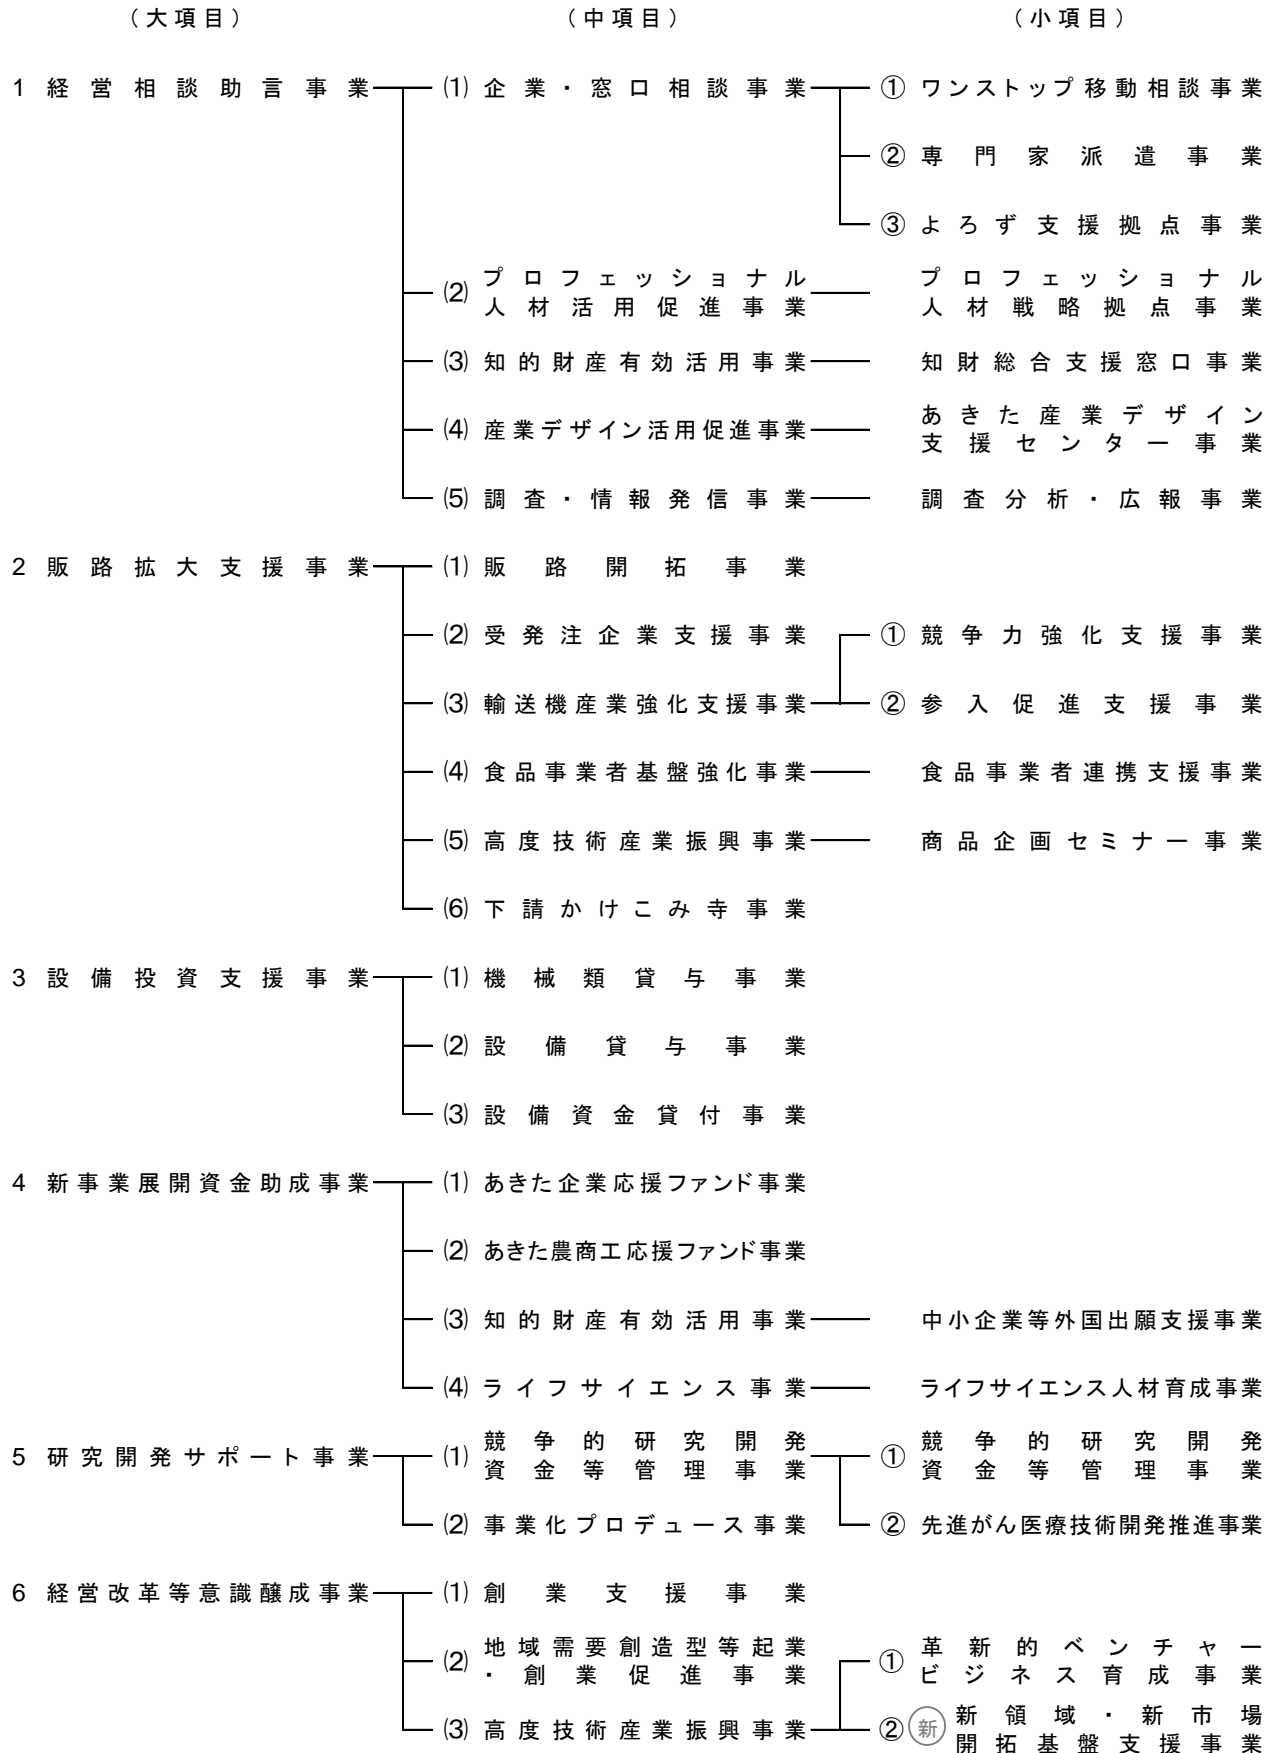 （大項目） （中項目） （小項目）
1 経営相談助言事業 (1) 企業・窓口相談事業 ① ワンストップ移動相談事業
② 専門家派遣事業
③ よろず支援拠点事業
(2) プロフェッショナル
人材活用促進事業
プロフェッショナル
人材戦略拠点事業
(3) 知的財産有効活用事業 知財総合支援窓口事業
(4) 産業デザイン活用促進事業 あきた産業デザイン
支援センター事業
(5) 調査・情報発信事業 調査分析・広報事業
2 販路拡大支援事業 (1) 販路開拓事業
(2) 受発注企業支援事業 ① 競争力強化支援事業
(3) 輸送機産業強化支援事業 ② 参入促進支援事業
(4) 食品事業者基盤強化事業 食品事業者連携支援事業
(5) 高度技術産業振興事業 商品企画セミナー事業
(6) 下請かけこみ寺事業
3 設備投資支援事業 (1) 機械類貸与事業
(2) 設備貸与事業
(3) 設備資金貸付事業
4 新事業展開資金助成事業 (1) あきた企業応援ファンド事業
(2) あきた農商工応援ファンド事業
(3) 知的財産有効活用事業 中小企業等外国出願支援事業
(4) ライフサイエンス事業 ライフサイエンス人材育成事業
5 研究開発サポート事業 (1) 競争的研究開発
資金等管理事業
① 競争的研究開発
資金等管理事業
(2) 事業化プロデュース事業 ② 先進がん医療技術開発推進事業
6 経営改革等意識醸成事業 (1) 創業支援事業
(2) 地域需要創造型等起業
・創業促進事業
① 革新的ベンチャー
ビジネス育成事業
(3) 高度技術産業振興事業 ② 新 新領域・新市場
開拓基盤支援事業